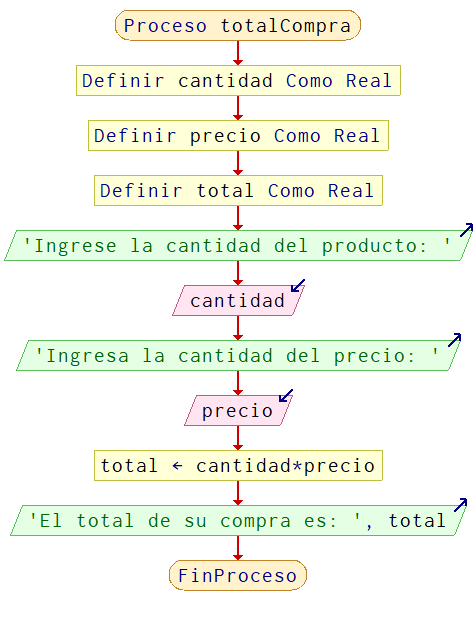 Proceso totalCompra
Definir cantidad Como Real
Definir precio Como Real
Definir total Como Real
'Ingrese la cantidad del producto: '
cantidad
'Ingresa la cantidad del precio: '
precio
total ← cantidad*precio
'El total de su compra es: ', total
FinProceso